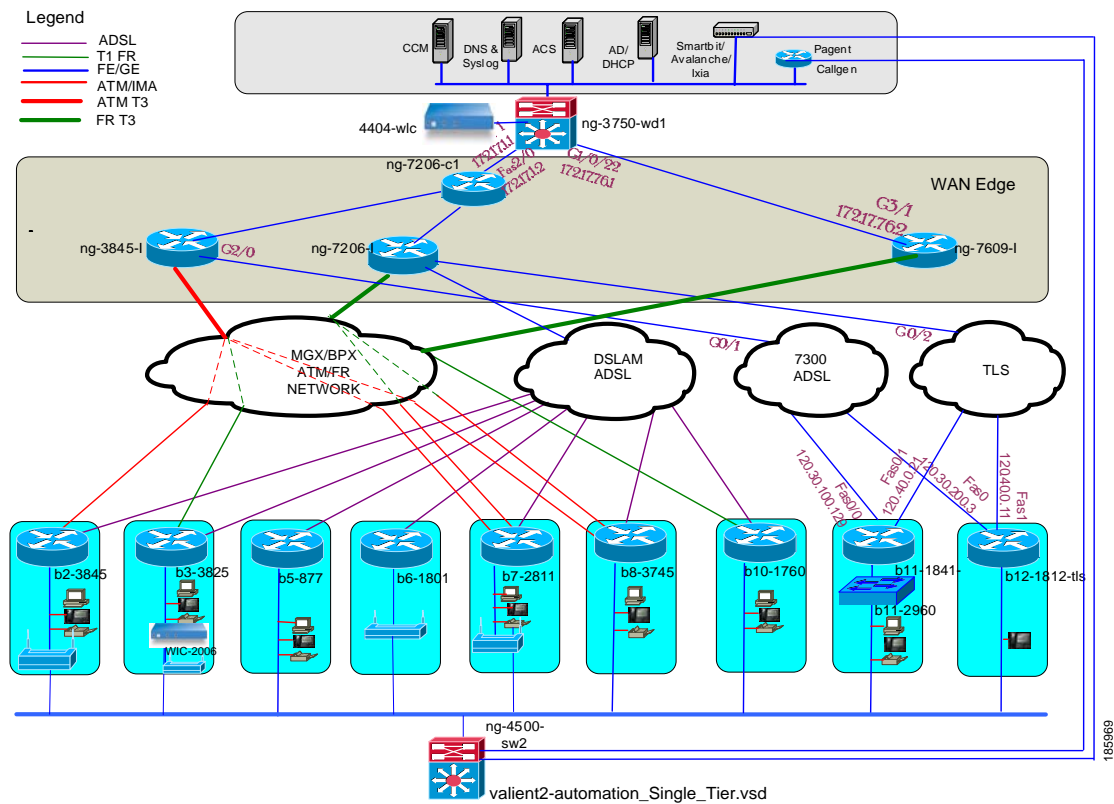 Legend
ADSL
T1 FR
FE/GE
ATM/IMA
ATM T3
FR T3
CCM
DNS &
Syslog
ACS
AD/
DHCP
Smartbit/
Avalanche/
Ixia
Pagent
Callgen
4404-wlc
ng-3750-wd1
ng-7206-c1
172.17.1.1
Fas2/0
172.17.1.2
G1/0/22
172.17.76.1
WAN Edge
G3/1
172.17.76.2
-
ng-3845-I
G2/0
ng-7206-I
ng-7609-I
MGX/BPX
ATM/FR
NETWORK
DSLAM
ADSL
G0/1
7300
ADSL
G0/2
TLS
Fas0/0
120.30.100.129
Fas0/1
120.40.0.21
Fas0
120.30.200.3
Fas1
120.40.0.11
b2-3845
b3-3825
b5-877
b6-1801
b7-2811
b8-3745
b10-1760
b11-1841-
b12-1812-tls
b11-2960
WIC-2006
ng-4500-
sw2
valient2-automation_Single_Tier.vsd
185969